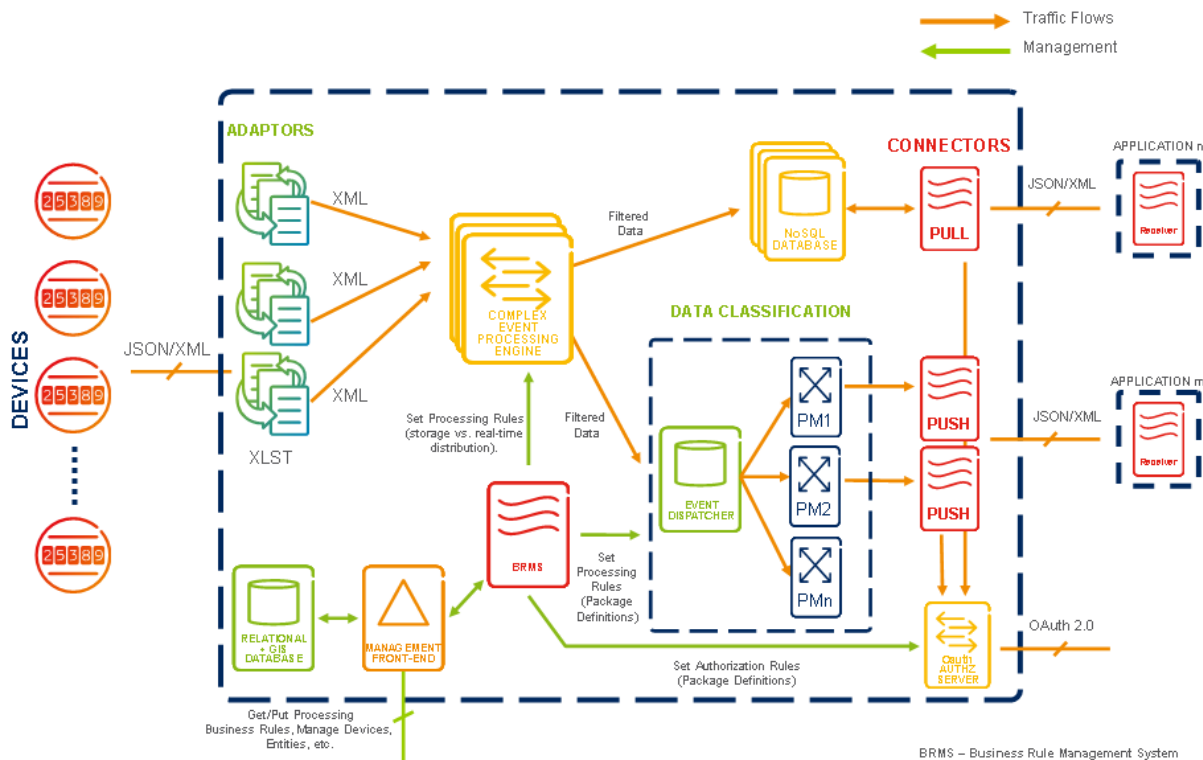 Traffic Flows
Management
ADAPTORS
CONNECTORS
APPLICATION n
JSON/XML
Receiver
25389
XML
Filtered
Data
NoSQL
DATABASE
PULL
25389
XML
COMPLEX
EVENT
PROCESSING
ENGINE
DATA CLASSIFICATION
DEVICES
JSON/XML
25389
XML
XLST
Set Processing Rules
(storage vs. real-time
distribution).
Filtered
Data
PM1
PUSH
APPLICATION m
JSON/XML
Receiver
EVENT
DISPATCHER
PM2
PUSH
25389
BRMS
Set
Processing
Rules
(Package
Definitions)
PMn
RELATIONAL
+ GIS
DATABASE
MANAGEMENT
FRONT-END
Set Authorization Rules
(Package Definitions)
Oauth
AUTHZ
SERVER
OAuth 2.0
Get/Put Processing
Business Rules, Manage Devices,
Entities, etc.
BRMS – Business Rule Management System